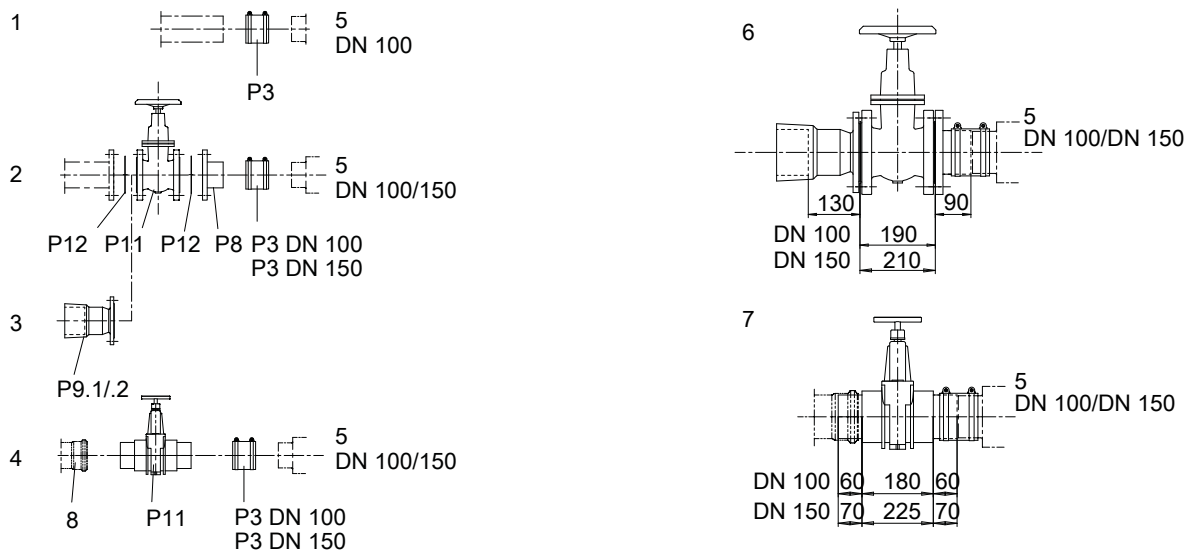 1
5
DN 100
P3
2
5
DN 100/150
P12 P11 P12 P8 P3 DN 100
P3 DN 150
3
P9.1/.2
4
5
DN 100/150
8 P11 P3 DN 100
P3 DN 150
6
5
DN 100/DN 150
130 90
DN 100 190
DN 150 210
7
5
DN 100/DN 150
DN 100 60 180 60
DN 150 70 225 70